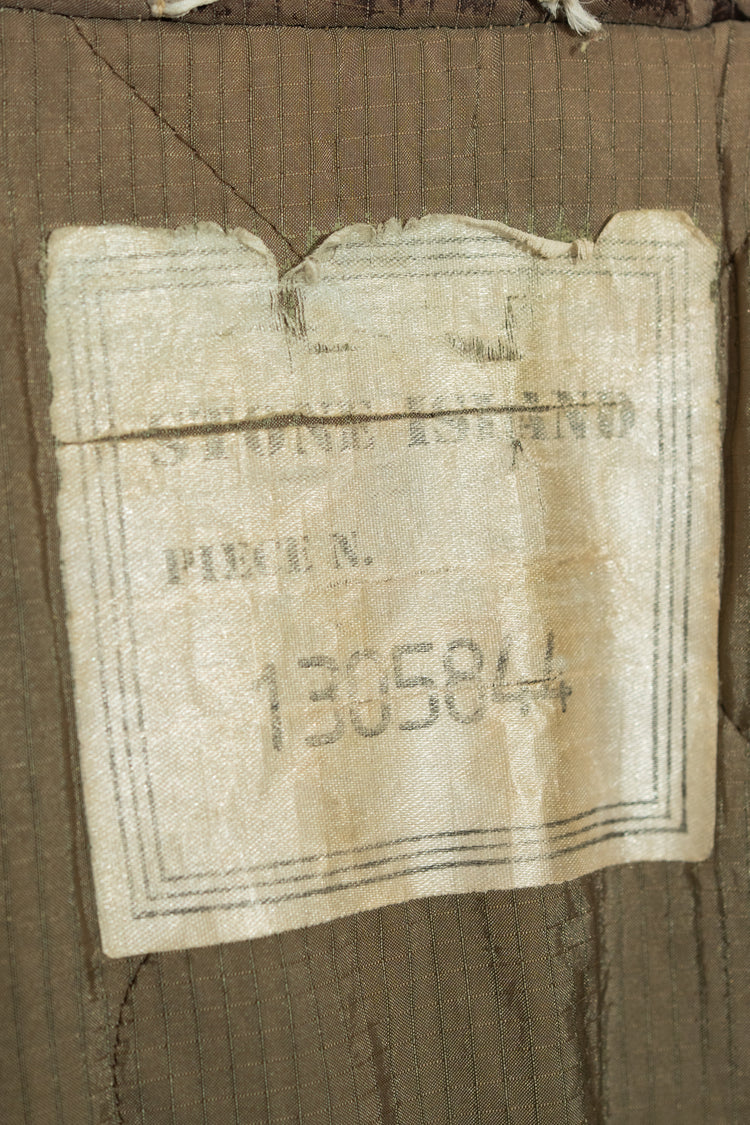 STONE ISLAND
PIECE N.
1305844